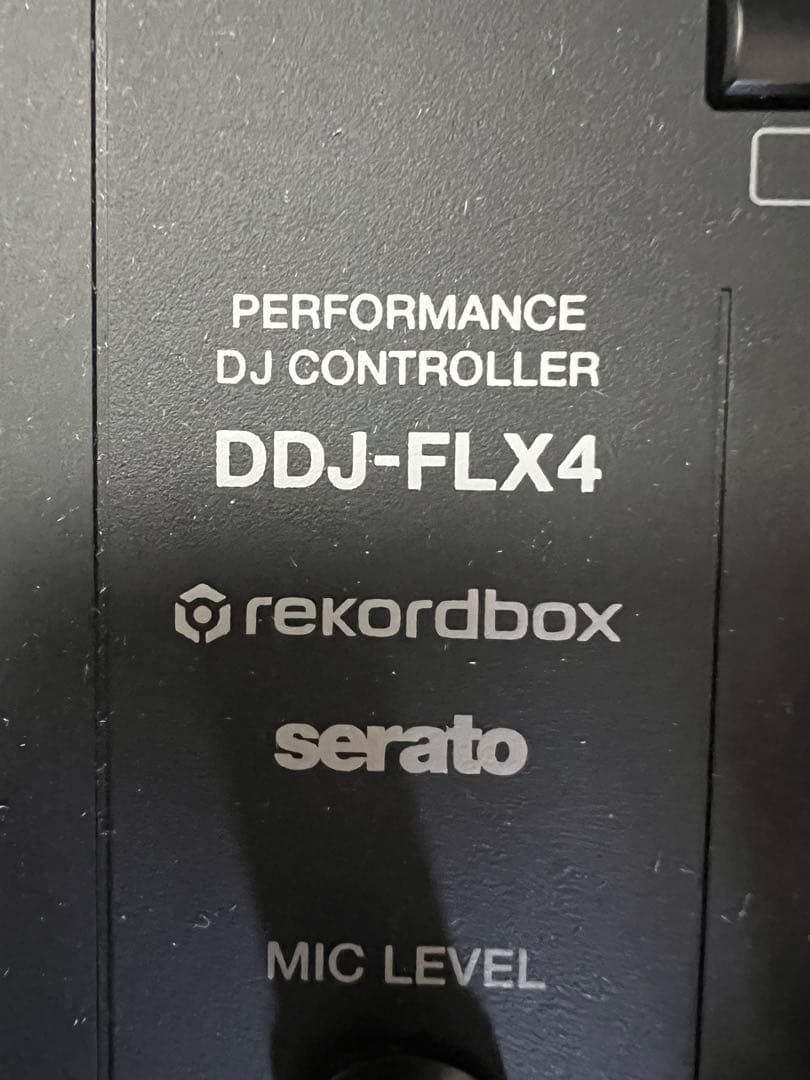 PERFORMANCE
DJ CONTROLLER
DDJ-FLX4
rekordbox
serato
MIC LEVEL